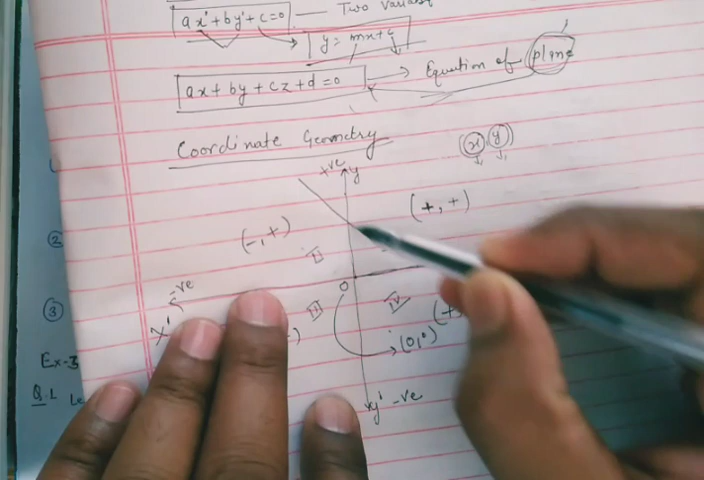 ax'+by'+c=0 — Two Variab
y = mx+c
ax+by+cz+d=0 → Equation of plane
Coordinate Geometry
(x, y)
+ve y
(-,+)
(+,+)
II
-ve
O
X'
III
IV
(+
(0,0)
y' -ve
②
③
Ex-3
Q.1 Le